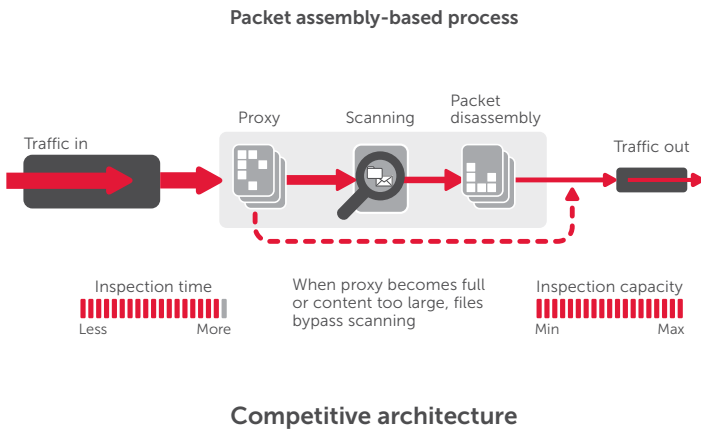 Packet assembly-based process
Proxy
Scanning
Packet
disassembly
Traffic in
Traffic out
Inspection time
Less
More
When proxy becomes full
or content too large, files
bypass scanning
Inspection capacity
Min
Max
Competitive architecture